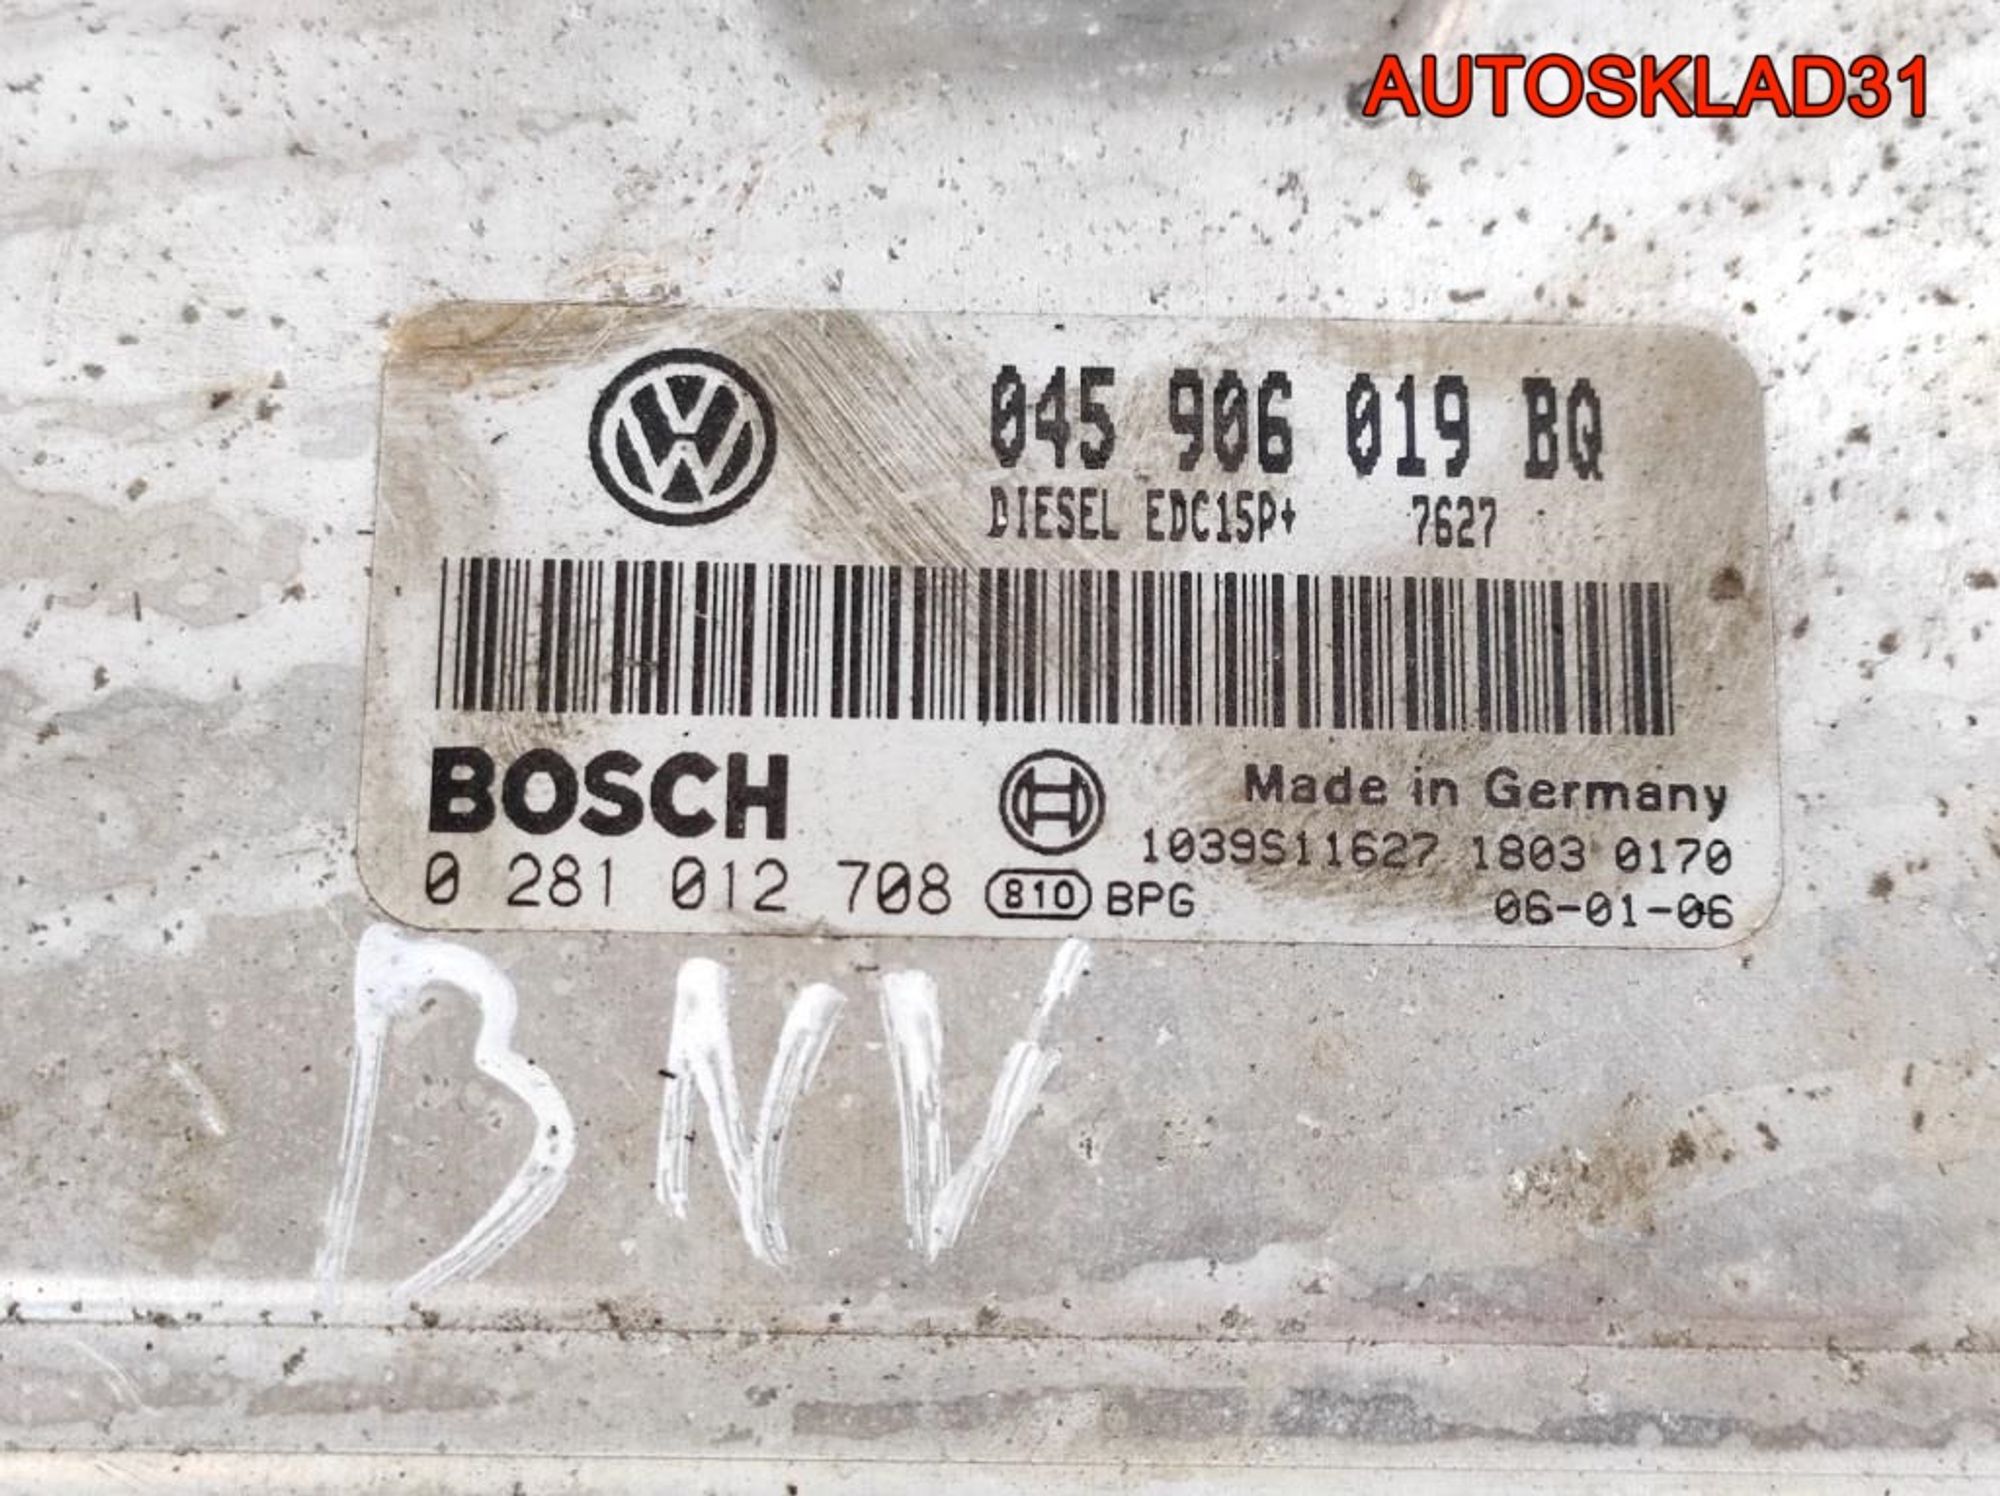 AUTOSKLAD31
045 906 019 BQ
DIESEL EDC15P+ 7627
BOSCH
Made in Germany
1039S11627 1803 0170
0 281 012 708 810 BPG 06-01-06
BNV